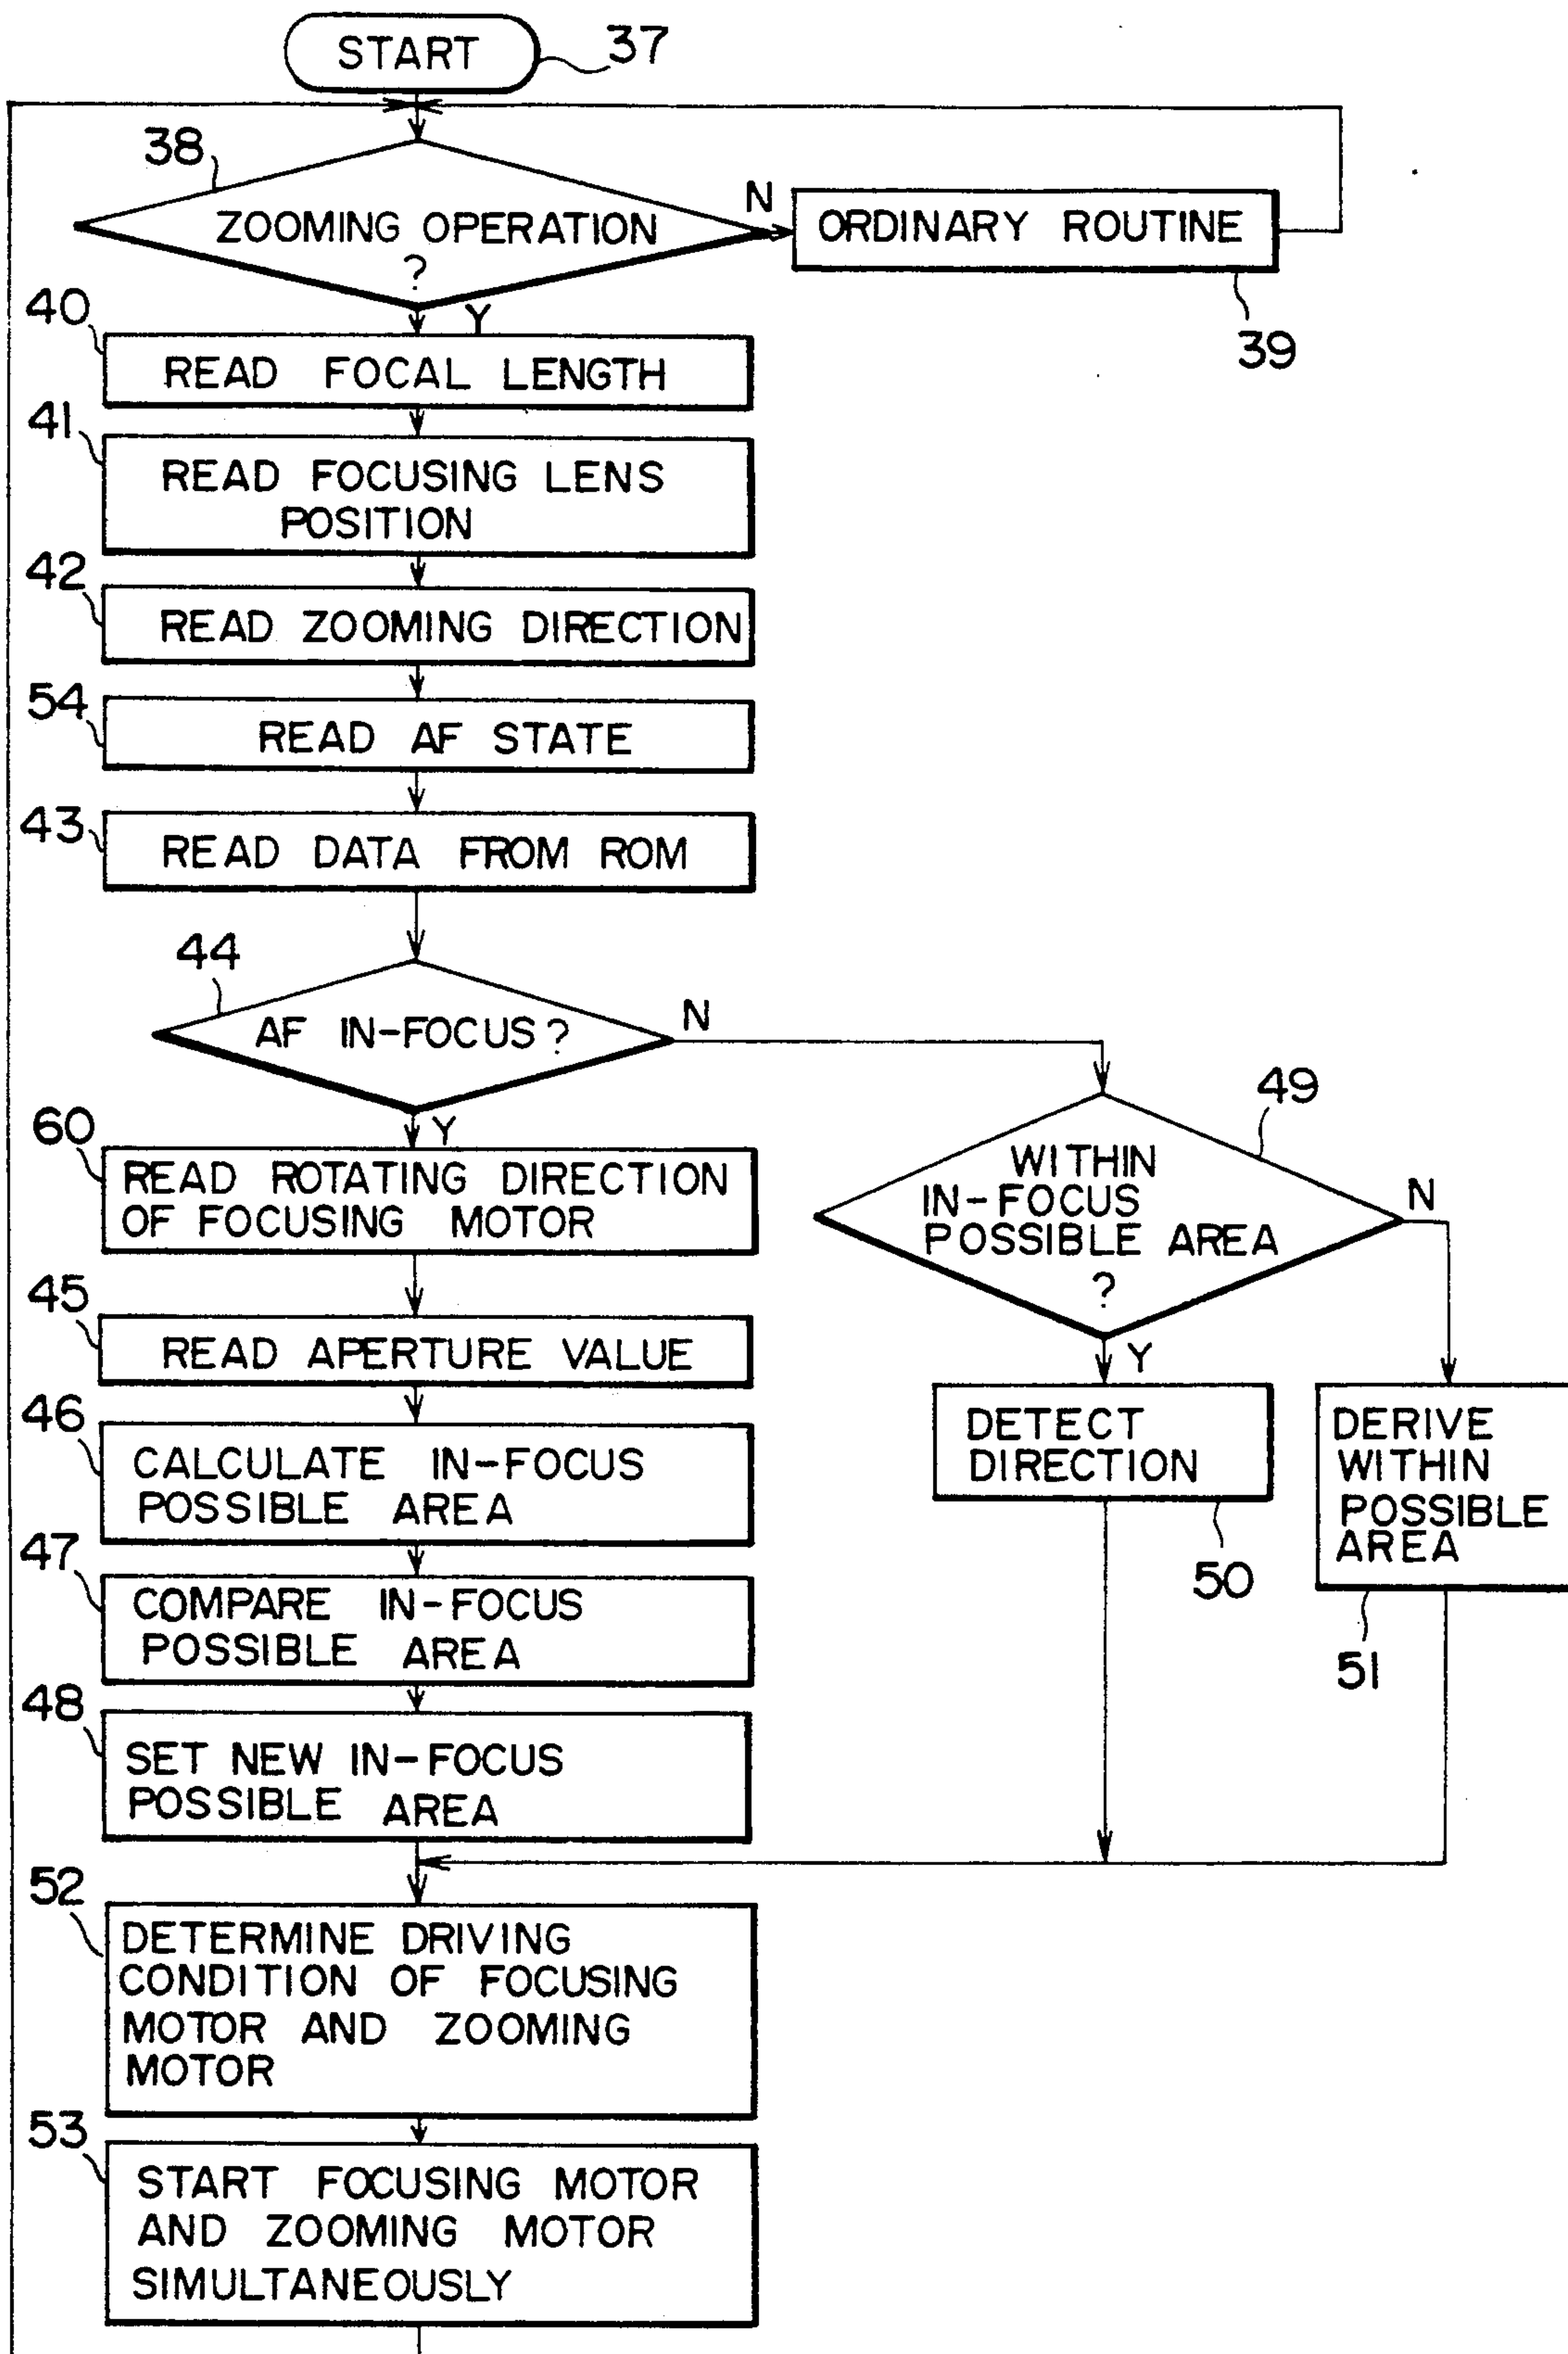 START
37
38
ZOOMING OPERATION
?
N
ORDINARY ROUTINE
39
Y
40
READ FOCAL LENGTH
41
READ FOCUSING LENS
POSITION
42
READ ZOOMING DIRECTION
54
READ AF STATE
43
READ DATA FROM ROM
44
AF IN-FOCUS?
N
Y
60
READ ROTATING DIRECTION
OF FOCUSING MOTOR
45
READ APERTURE VALUE
46
CALCULATE IN-FOCUS
POSSIBLE AREA
47
COMPARE IN-FOCUS
POSSIBLE AREA
48
SET NEW IN-FOCUS
POSSIBLE AREA
49
WITHIN
IN-FOCUS
POSSIBLE AREA
?
N
Y
DETECT
DIRECTION
50
DERIVE
WITHIN
POSSIBLE
AREA
51
52
DETERMINE DRIVING
CONDITION OF FOCUSING
MOTOR AND ZOOMING
MOTOR
53
START FOCUSING MOTOR
AND ZOOMING MOTOR
SIMULTANEOUSLY